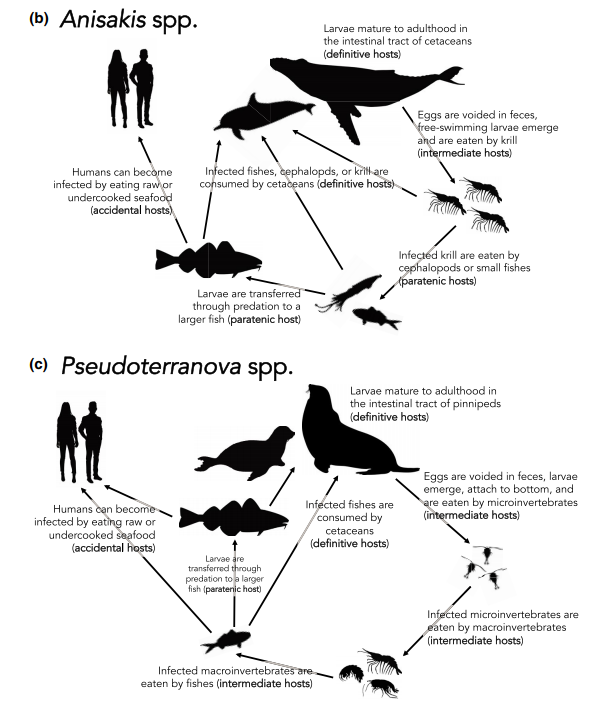 (b) Anisakis spp.
Larvae mature to adulthood in
the intestinal tract of cetaceans
(definitive hosts)
Eggs are voided in feces,
free-swimming larvae emerge
and are eaten by krill
(intermediate hosts)
Humans can become
infected by eating raw or
undercooked seafood
(accidental hosts)
Infected fishes, cephalopods, or krill are
consumed by cetaceans (definitive hosts)
Infected krill are eaten by
cephalopods or small fishes
(paratenic hosts)
Larvae are transferred
through predation to a
larger fish (paratenic host)
(c) Pseudoterranova spp.
Larvae mature to adulthood in
the intestinal tract of pinnipeds
(definitive hosts)
Eggs are voided in feces, larvae
emerge, attach to bottom, and
are eaten by microinvertebrates
(intermediate hosts)
Humans can become
infected by eating raw or
undercooked seafood
(accidental hosts)
Infected fishes are
consumed by
cetaceans
(definitive hosts)
Larvae are
transferred through
predation to a larger
fish (paratenic host)
Infected microinvertebrates are
eaten by macroinvertebrates
(intermediate hosts)
Infected macroinvertebrates are
eaten by fishes (intermediate hosts)